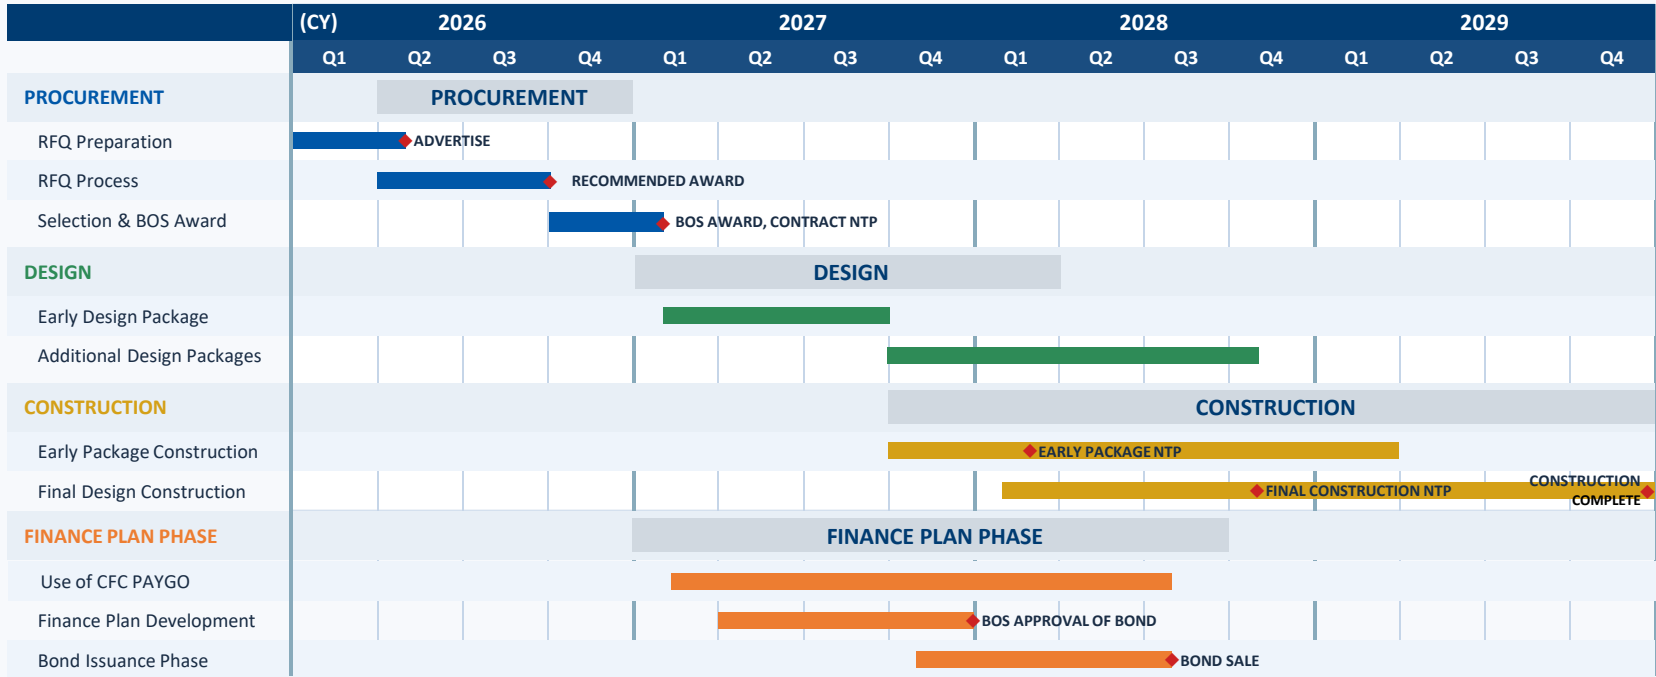 (CY) 2026 2027 2028 2029
Q1 Q2 Q3 Q4 Q1 Q2 Q3 Q4 Q1 Q2 Q3 Q4 Q1 Q2 Q3 Q4
PROCUREMENT PROCUREMENT
RFQ Preparation ADVERTISE
RFQ Process RECOMMENDED AWARD
Selection & BOS Award BOS AWARD, CONTRACT NTP
DESIGN DESIGN
Early Design Package
Additional Design Packages
CONSTRUCTION CONSTRUCTION
Early Package Construction EARLY PACKAGE NTP
Final Design Construction FINAL CONSTRUCTION NTP CONSTRUCTION
COMPLETE
FINANCE PLAN PHASE FINANCE PLAN PHASE
Use of CFC PAYGO
Finance Plan Development BOS APPROVAL OF BOND
Bond Issuance Phase BOND SALE